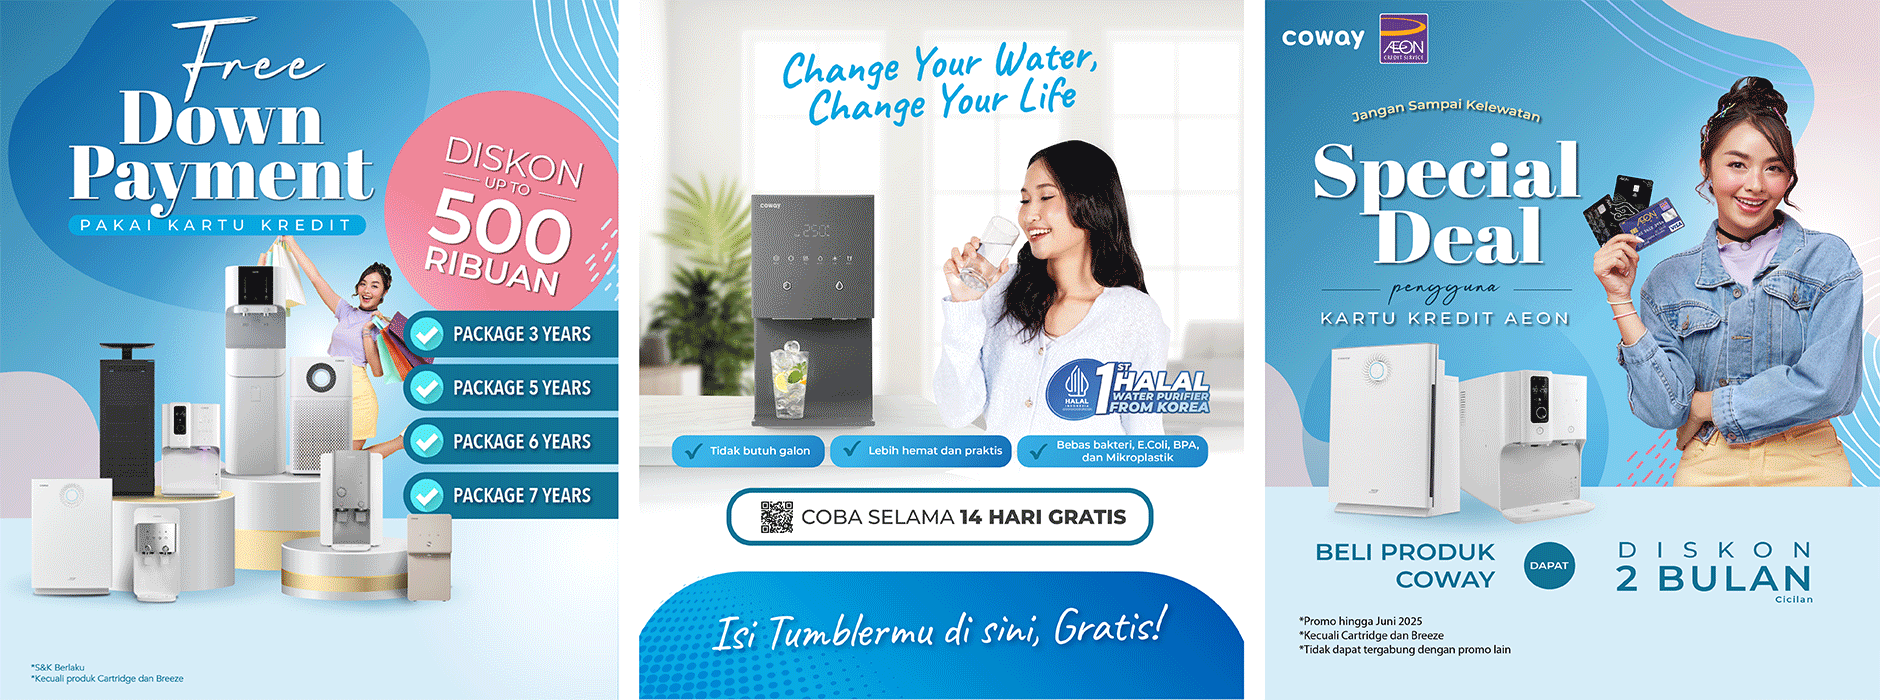 Free
Down
Payment
PAKAI KARTU KREDIT
DISKON
UP TO
500
RIBUAN
PACKAGE 3 YEARS
PACKAGE 5 YEARS
PACKAGE 6 YEARS
PACKAGE 7 YEARS
*S&K Berlaku
*Kecuali produk Cartridge dan Breeze
Change Your Water,
Change Your Life
coway
250
HALAL
INDONESIA
1ST HALAL
WATER PURIFIER
FROM KOREA
Tidak butuh galon
Lebih hemat dan praktis
Bebas bakteri, E.Coli, BPA,
dan Mikroplastik
COBA SELAMA 14 HARI GRATIS
Isi Tumblermu di sini, Gratis!
coway
AEON
CREDIT SERVICE
Jangan Sampai Kelewatan
Special
Deal
pengguna
KARTU KREDIT AEON
AEON
VISA
BELI PRODUK
COWAY
DAPAT
DISKON
2 BULAN
Cicilan
*Promo hingga Juni 2025
*Kecuali Cartridge dan Breeze
*Tidak dapat tergabung dengan promo lain